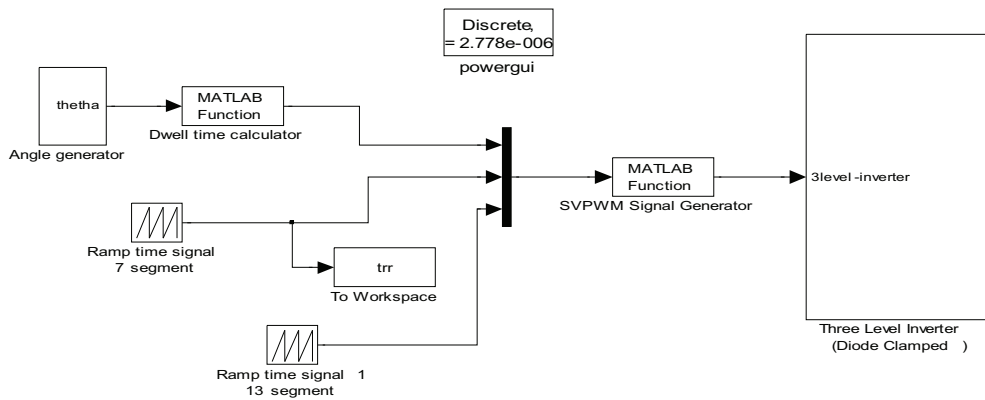 Discrete,
= 2.778e-006
powergui
thetha
Angle generator
MATLAB
Function
Dwell time calculator
Ramp time signal
7 segment
trr
To Workspace
Ramp time signal 1
13 segment
MATLAB
Function
SVPWM Signal Generator
3level-inverter
Three Level Inverter
(Diode Clamped )